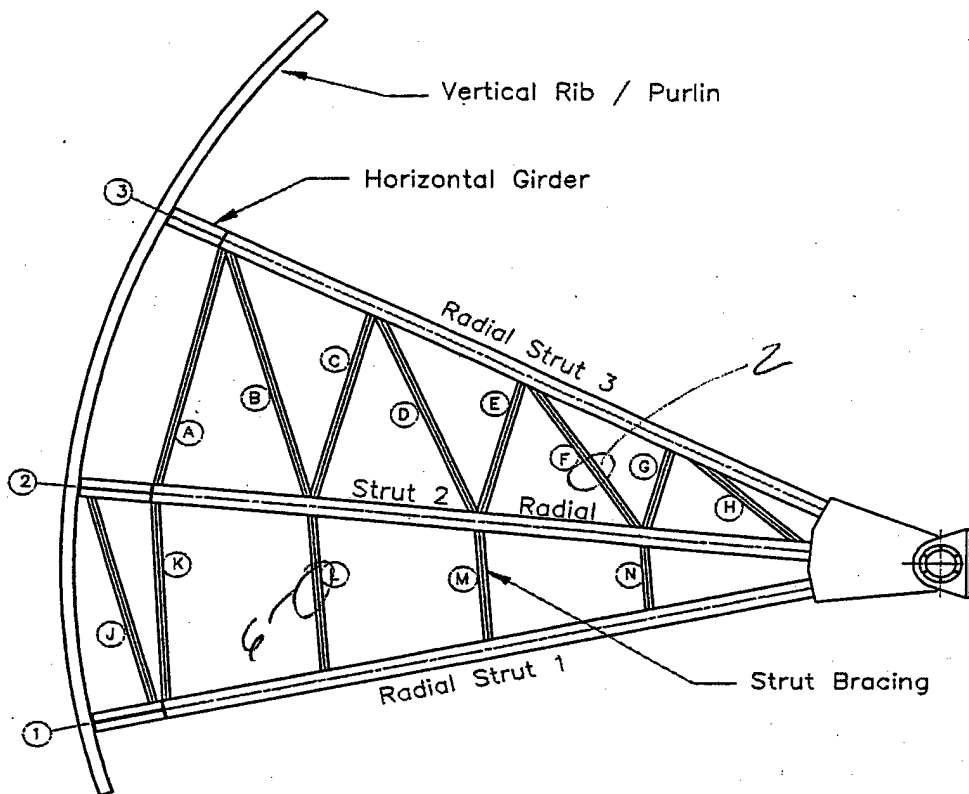 Vertical Rib / Purlin
3
Horizontal Girder
Radial Strut 3
2
C
E
B
D
A
F
G
2
Strut 2
Radial
H
K
L
M
N
6
J
Radial Strut 1
Strut Bracing
1